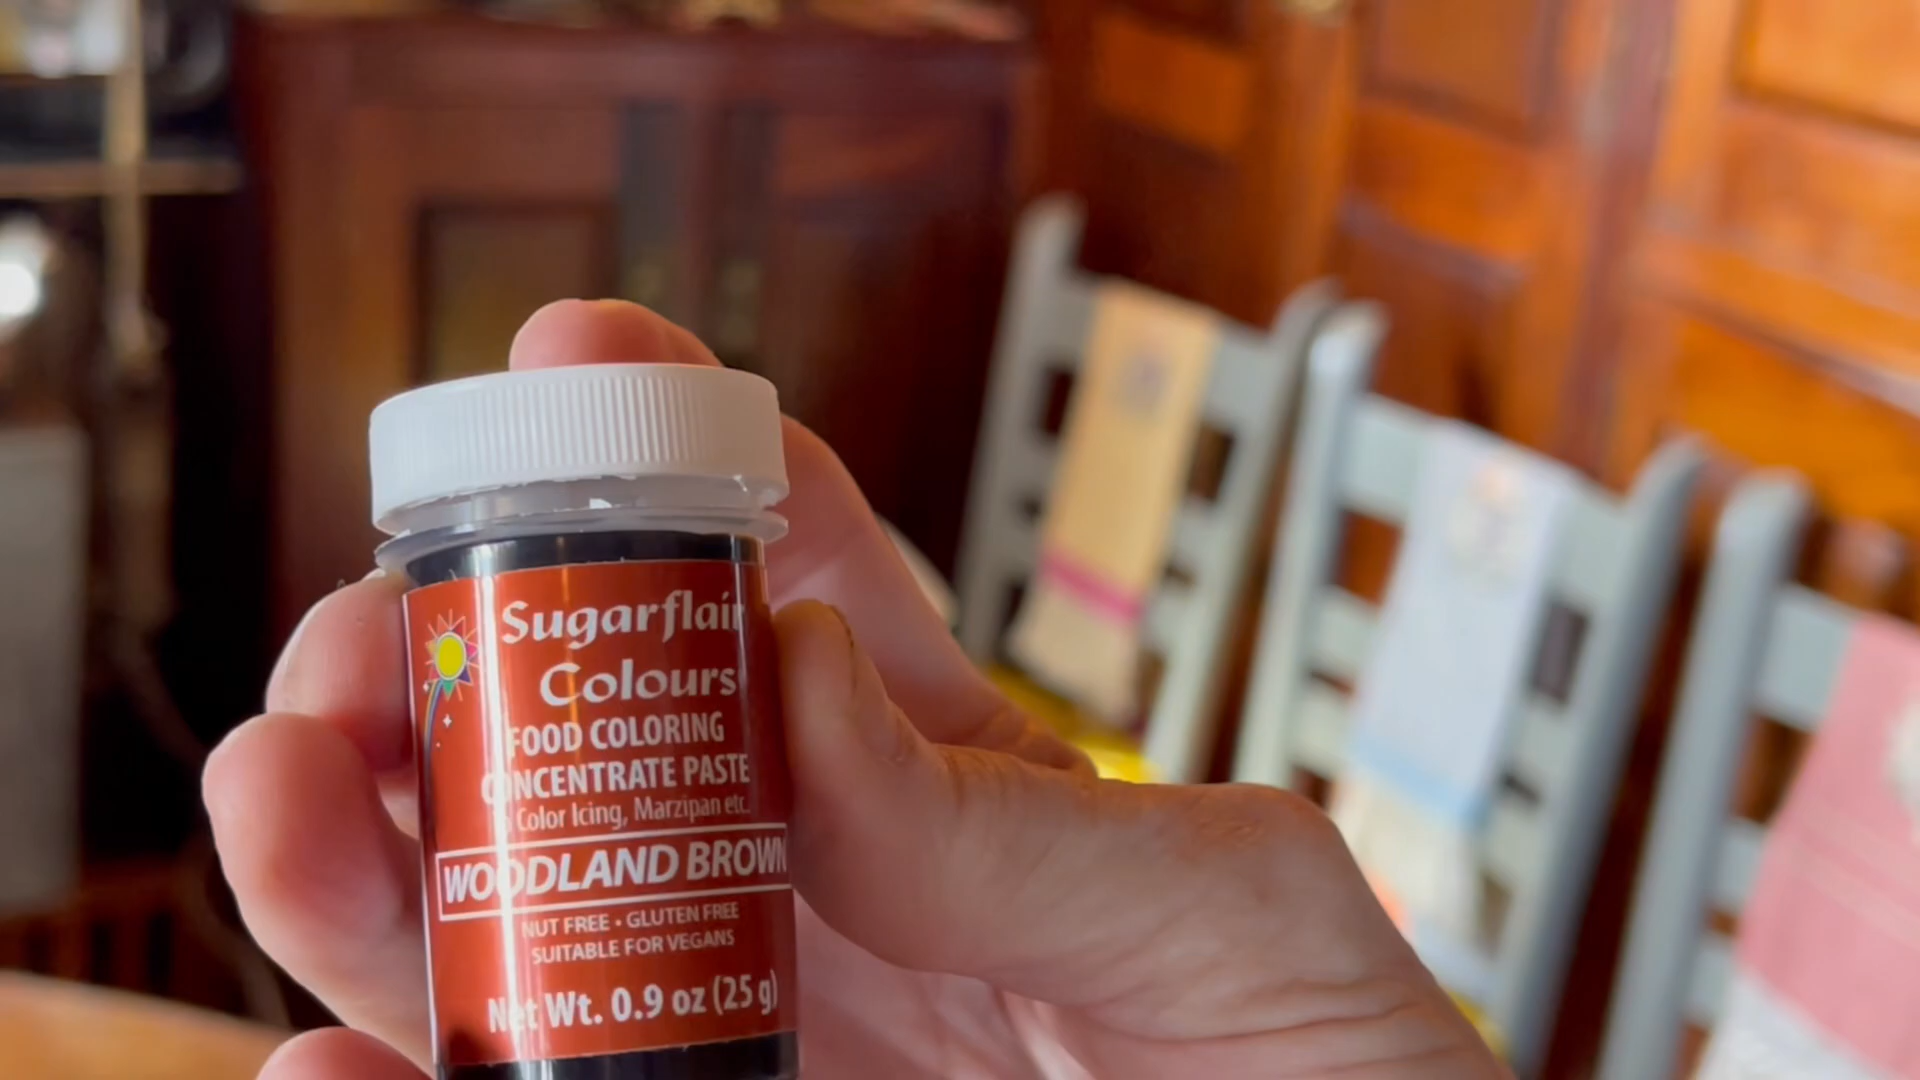 Sugarflair
Colours
FOOD COLORING
CONCENTRATE PASTE
Color Icing, Marzipan etc.
WOODLAND BROWN
NUT FREE • GLUTEN FREE
SUITABLE FOR VEGANS
Net Wt. 0.9 oz (25 g)